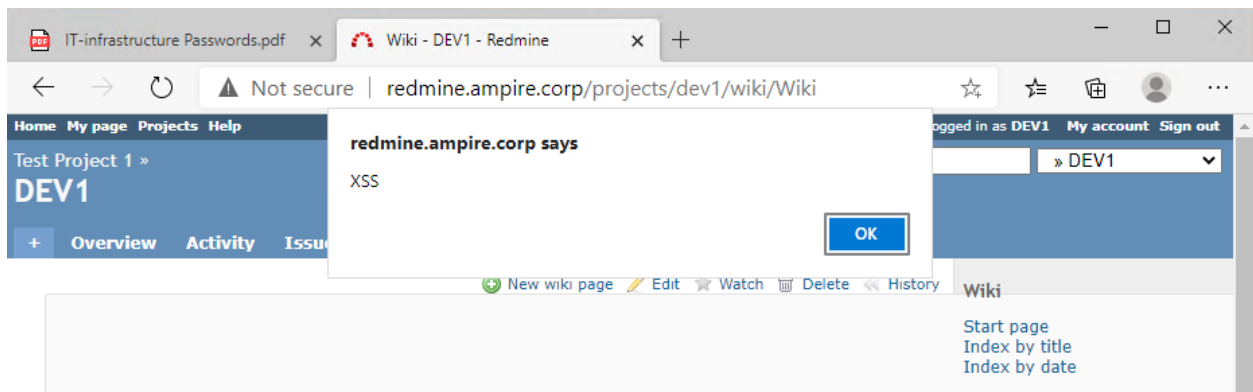 PDF IT-infrastructure Passwords.pdf Wiki - DEV1 - Redmine
Not secure | redmine.ampire.corp/projects/dev1/wiki/Wiki
Home My page Projects Help ogged in as DEV1 My account Sign out
redmine.ampire.corp says
Test Project 1 »
XSS
» DEV1
DEV1
OK
+ Overview Activity Issu
New wiki page Edit Watch Delete History
Wiki
Start page
Index by title
Index by date